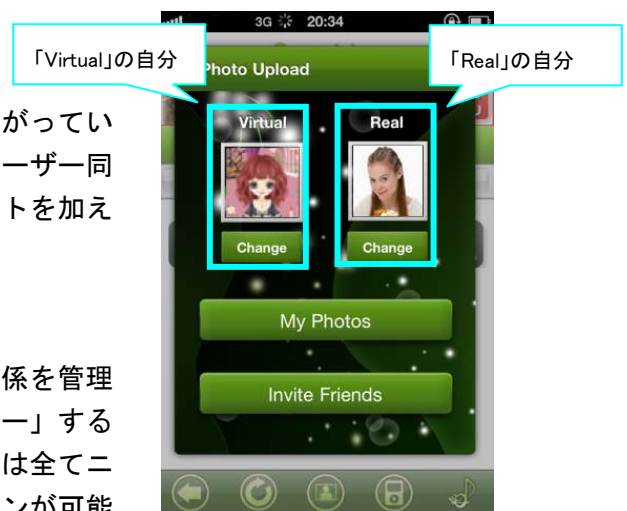 3G 20:34
「Virtual」の自分
「Real」の自分
Photo Upload
がってい
ーザー同
トを加え
Virtual
Real
Change
Change
My Photos
Invite Friends
係を管理
ー」する
は全てニ
ンが可能